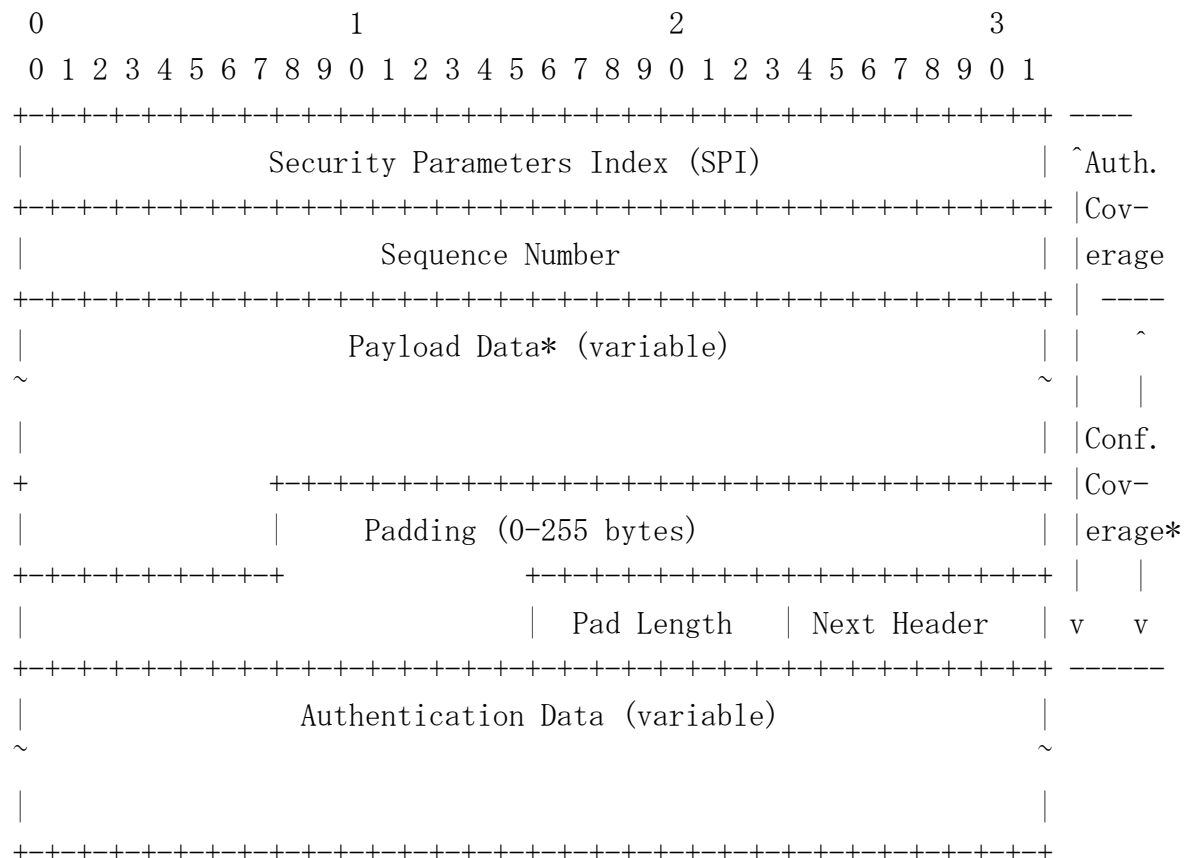 0                   1                   2                   3
 0 1 2 3 4 5 6 7 8 9 0 1 2 3 4 5 6 7 8 9 0 1 2 3 4 5 6 7 8 9 0 1
+-+-+-+-+-+-+-+-+-+-+-+-+-+-+-+-+-+-+-+-+-+-+-+-+-+-+-+-+-+-+-+-+ ----
|               Security Parameters Index (SPI)                 | ^Auth.
+-+-+-+-+-+-+-+-+-+-+-+-+-+-+-+-+-+-+-+-+-+-+-+-+-+-+-+-+-+-+-+-+ |Cov-
|                      Sequence Number                          | |erage
+-+-+-+-+-+-+-+-+-+-+-+-+-+-+-+-+-+-+-+-+-+-+-+-+-+-+-+-+-+-+-+-+ | ----
|                    Payload Data* (variable)                   | |   ^
~                                                               ~ |   |
|                                                               | |Conf.
+               +-+-+-+-+-+-+-+-+-+-+-+-+-+-+-+-+-+-+-+-+-+-+-+-+ |Cov-
|               |     Padding (0-255 bytes)                     | |erage*
+-+-+-+-+-+-+-+-+               +-+-+-+-+-+-+-+-+-+-+-+-+-+-+-+-+ |   |
|                               |  Pad Length   | Next Header   | v   v
+-+-+-+-+-+-+-+-+-+-+-+-+-+-+-+-+-+-+-+-+-+-+-+-+-+-+-+-+-+-+-+-+ ------
|                 Authentication Data (variable)                |
~                                                               ~
|                                                               |
+-+-+-+-+-+-+-+-+-+-+-+-+-+-+-+-+-+-+-+-+-+-+-+-+-+-+-+-+-+-+-+-+